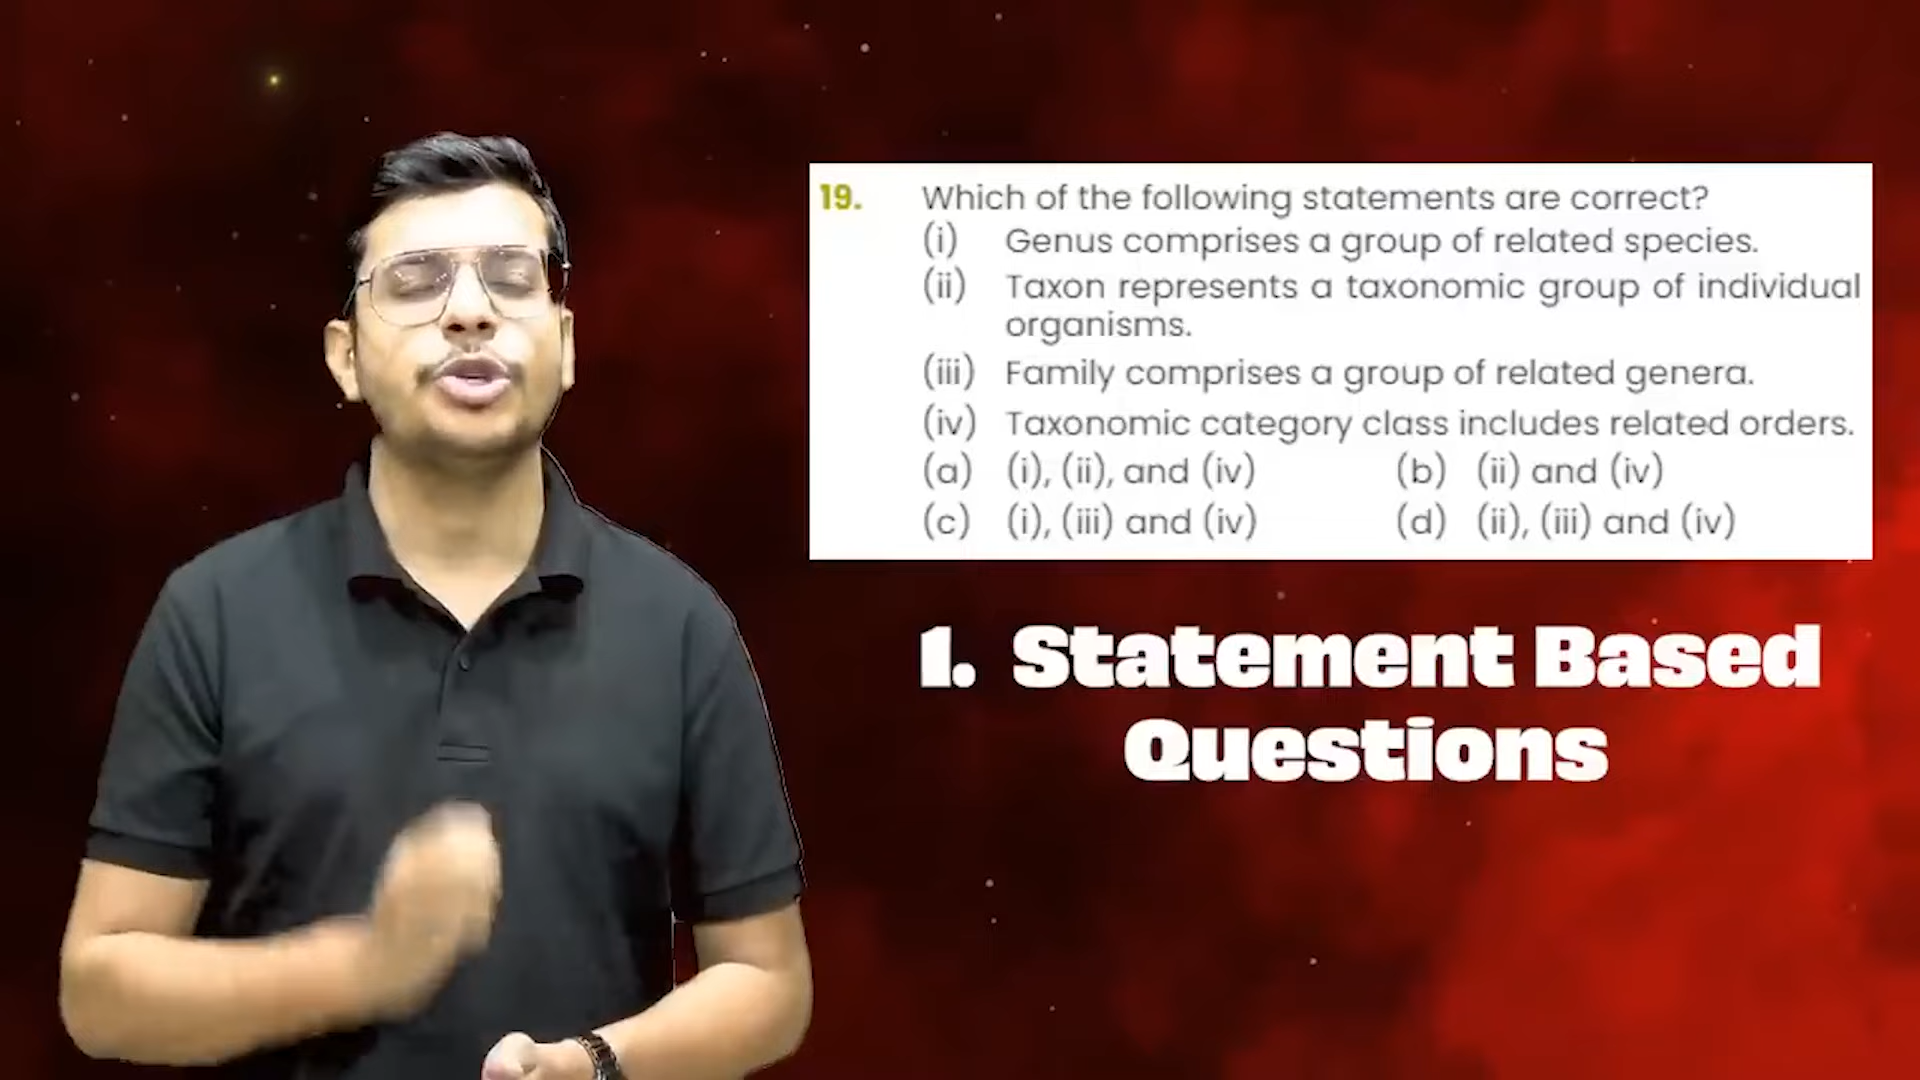 19. Which of the following statements are correct?
(i) Genus comprises a group of related species.
(ii) Taxon represents a taxonomic group of individual
organisms.
(iii) Family comprises a group of related genera.
(iv) Taxonomic category class includes related orders.
(a) (i), (ii), and (iv) (b) (ii) and (iv)
(c) (i), (iii) and (iv) (d) (ii), (iii) and (iv)
1. Statement Based
Questions